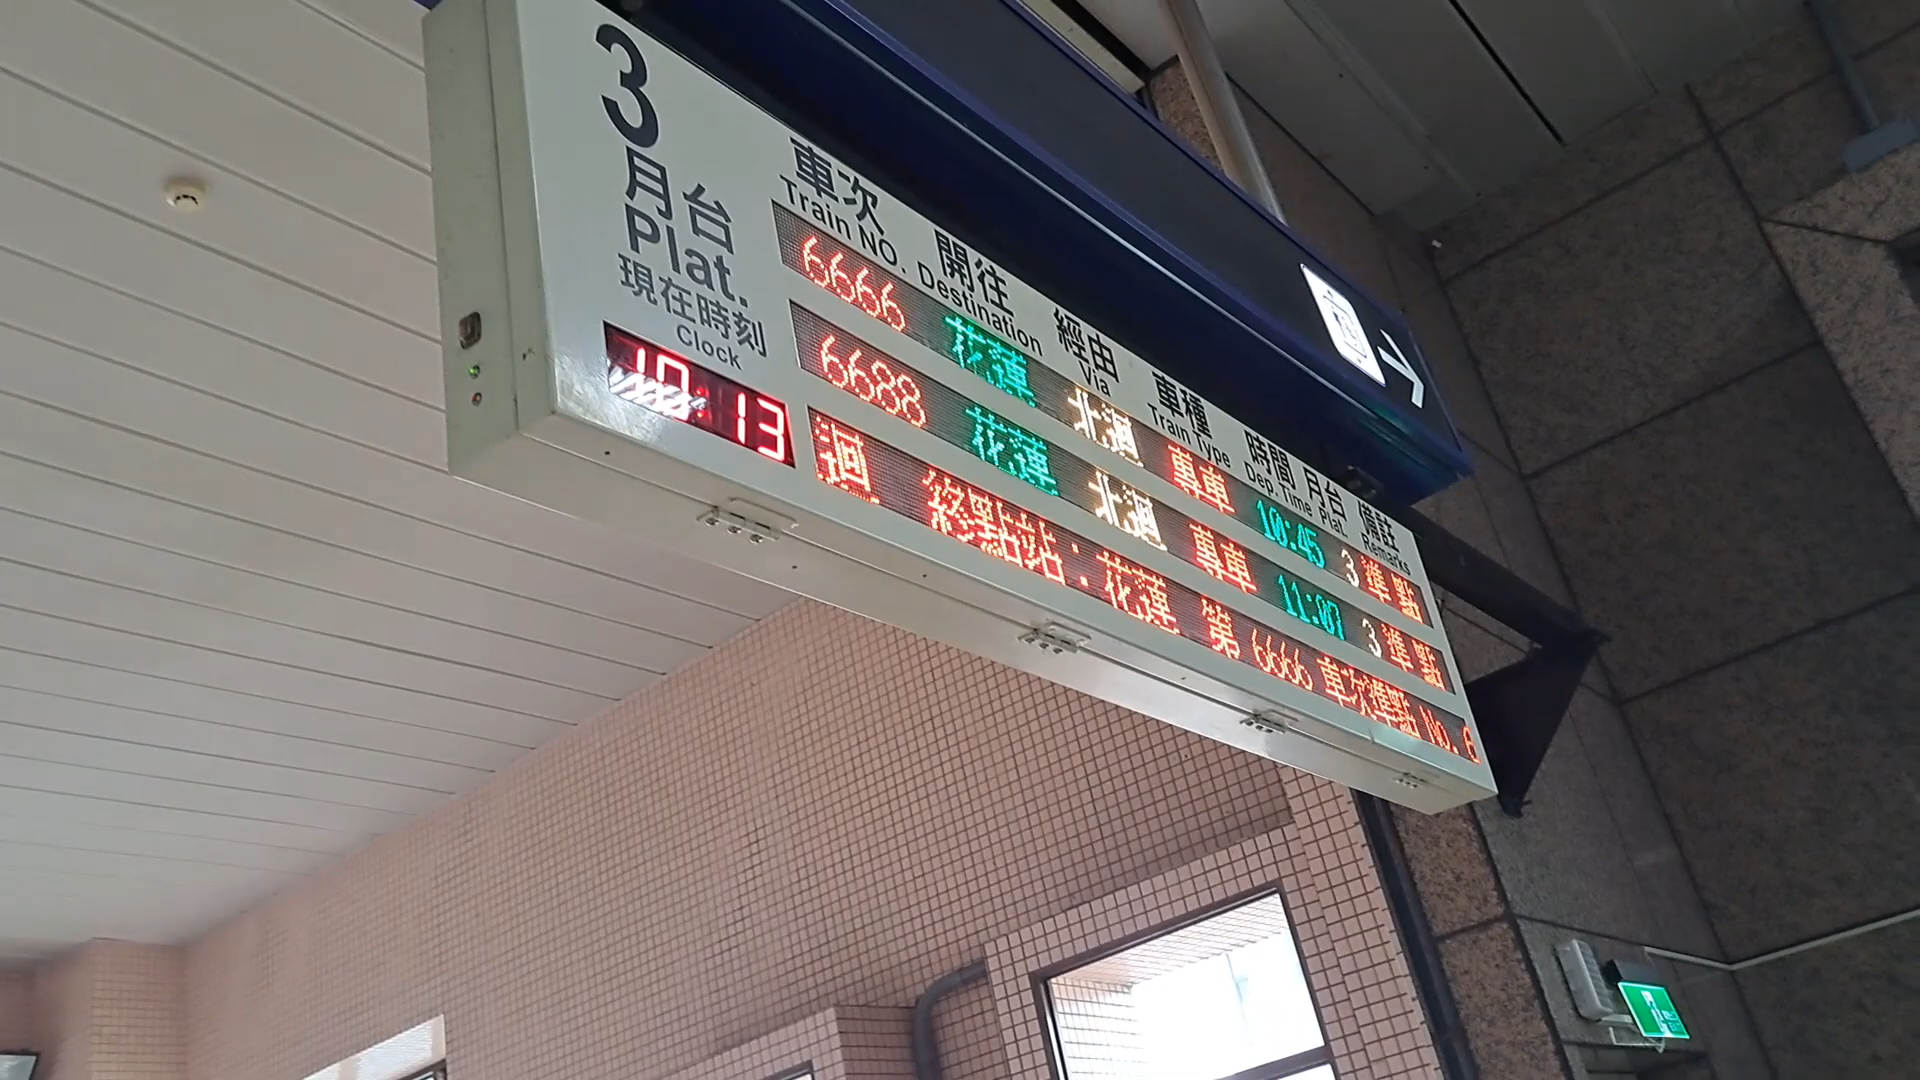 3
月台
Plat.
現在時刻
Clock
10:13
車次 開往 經由 車種 時間 月台 備註
Train NO. Destination Via Train Type Dep. Time Plat. Remarks
6666 花蓮 北迴 專車 10:45 3 準點
6688 花蓮 北迴 專車 11:07 3 準點
迴 終點站：花蓮 第 6666 車次準點 No. 6